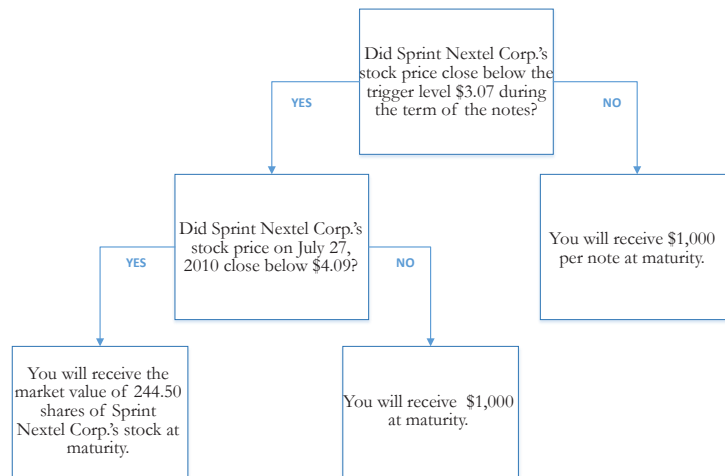 Did Sprint Nextel Corp.'s
stock price close below the
trigger level $3.07 during
the term of the notes?
YES
NO
Did Sprint Nextel Corp.'s
stock price on July 27,
2010 close below $4.09?
You will receive $1,000
per note at maturity.
YES
NO
You will receive the
market value of 244.50
shares of Sprint
Nextel Corp.'s stock at
maturity.
You will receive $1,000
at maturity.